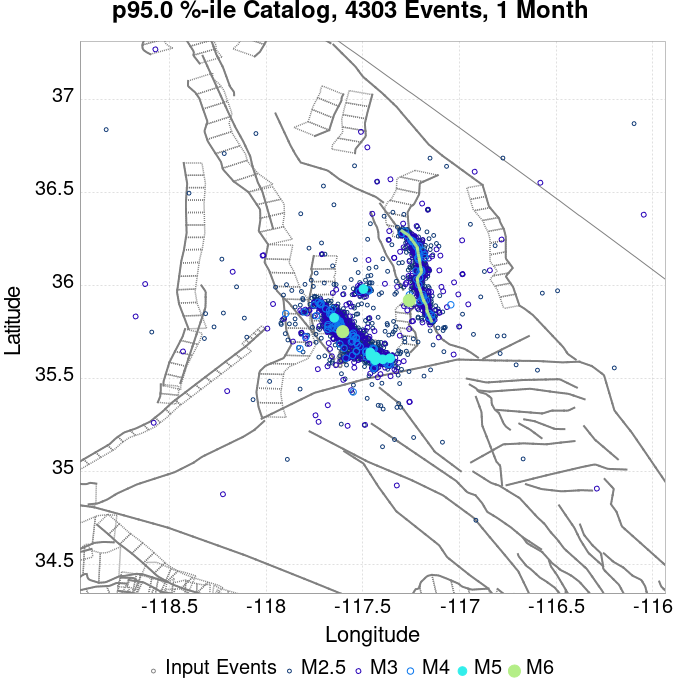 p95.0 %-ile Catalog, 4303 Events, 1 Month
37
36.5
36
35.5
35
34.5
Latitude
-118.5
-118
-117.5
-117
-116.5
-116
Longitude
Input Events
M2.5
M3
M4
M5
M6